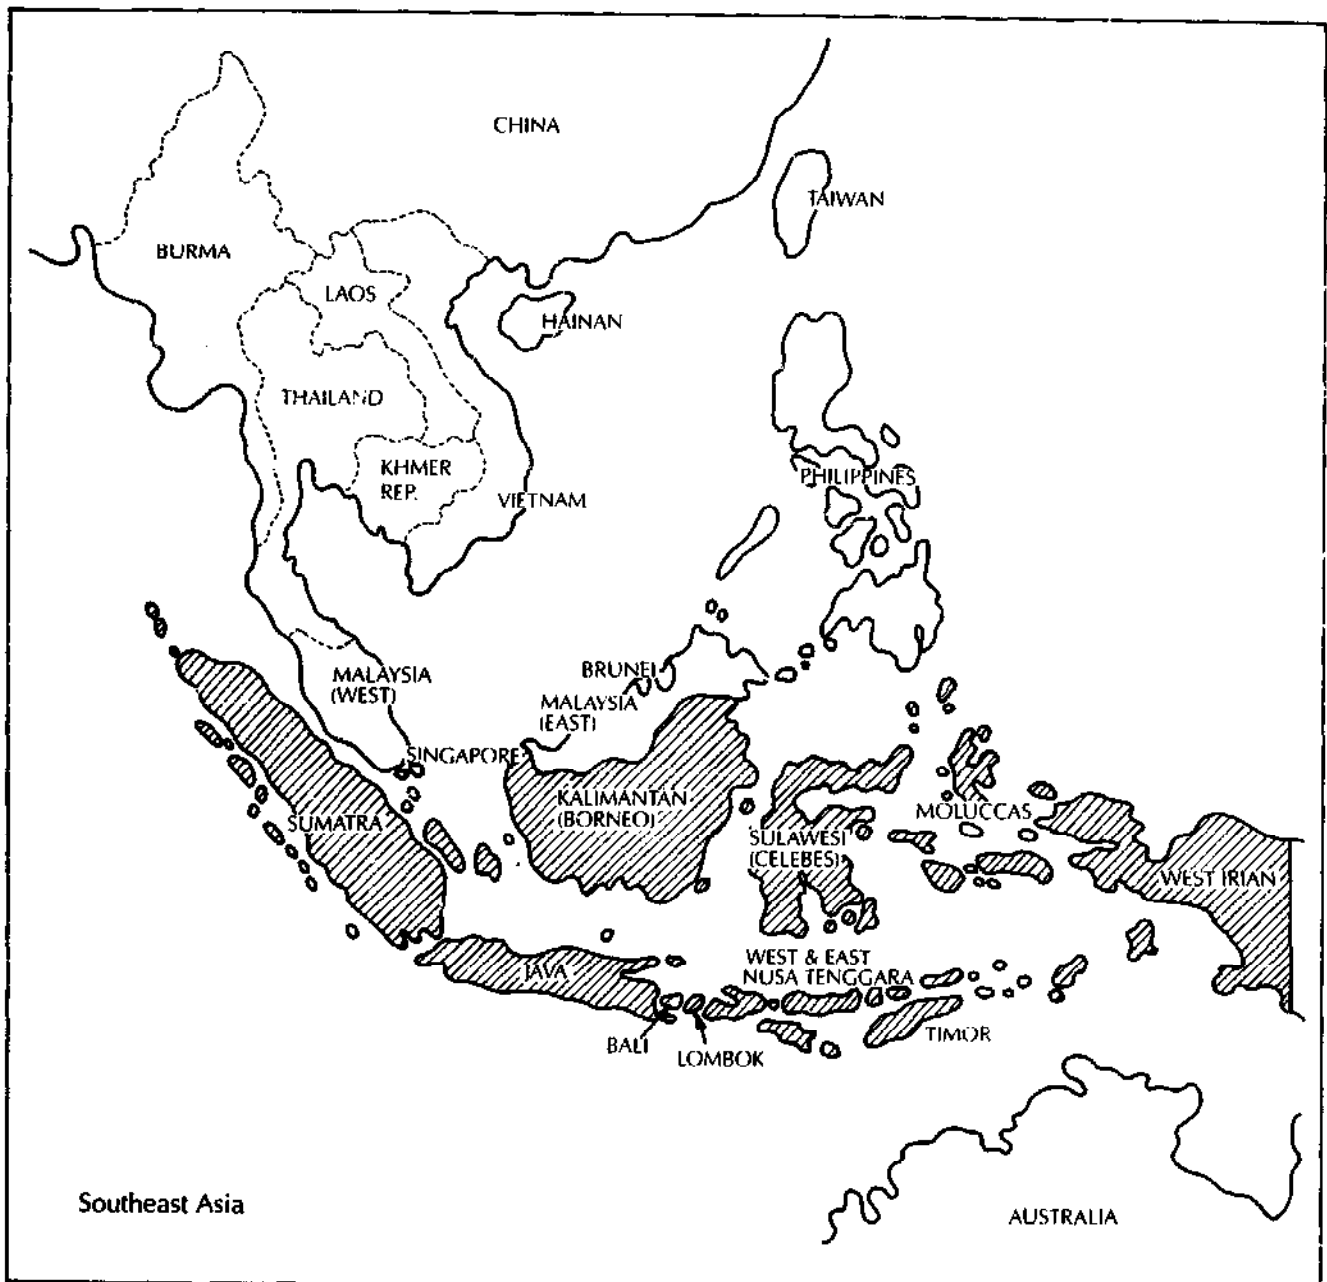 CHINA
TAIWAN
BURMA
LAOS
HAINAN
THAILAND
KHMER
REP.
VIETNAM
PHILIPPINES
MALAYSIA
(WEST)
BRUNEI
MALAYSIA
(EAST)
SINGAPORE
KALIMANTAN
(BORNEO)
SUMATRA
MOLUCCAS
SULAWESI
(CELEBES)
WEST IRIAN
WEST & EAST
NUSA TENGGARA
JAVA
BALI
LOMBOK
TIMOR
Southeast Asia
AUSTRALIA